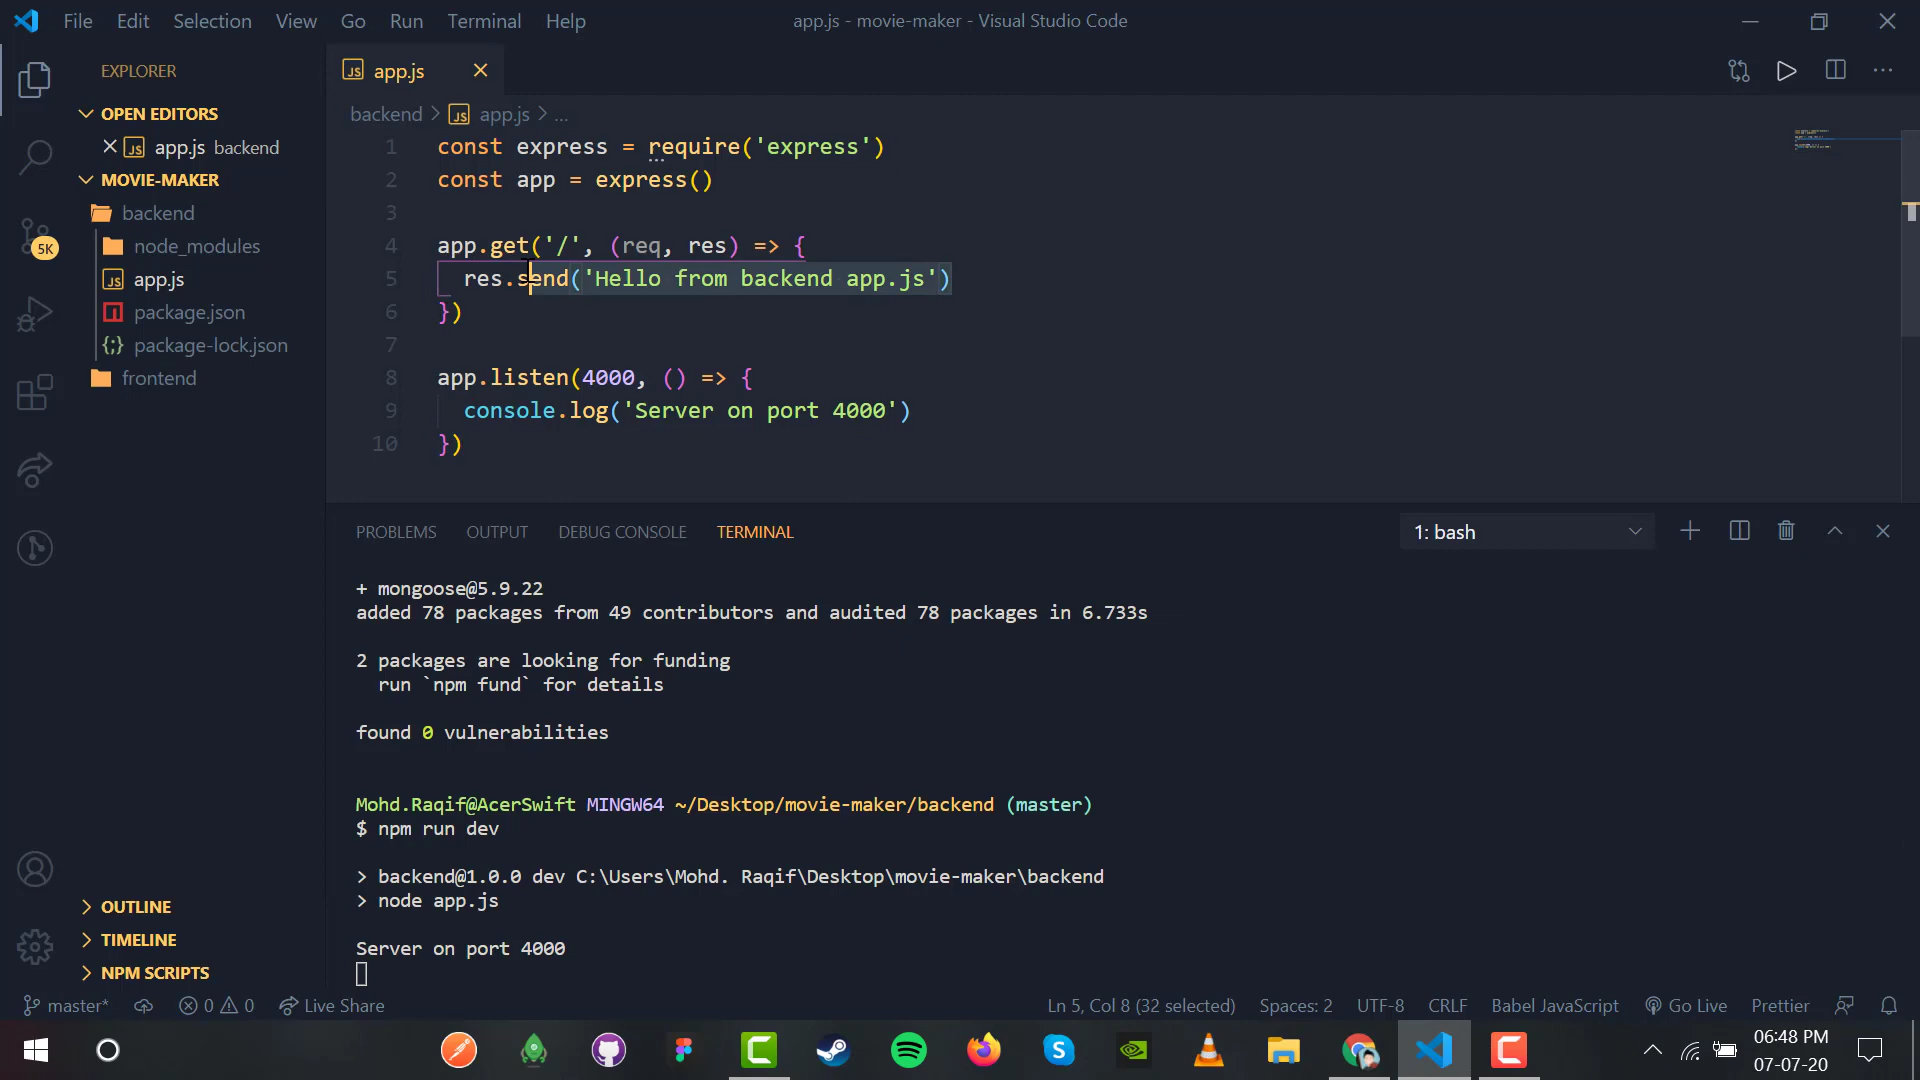 File Edit Selection View Go Run Terminal Help
app.js - movie-maker - Visual Studio Code
EXPLORER
OPEN EDITORS
JS app.js backend
MOVIE-MAKER
backend
node_modules
JS app.js
package.json
{;} package-lock.json
frontend
OUTLINE
TIMELINE
NPM SCRIPTS
5K
JS app.js
backend > JS app.js > ...
1 const express = require('express')
2 const app = express()
3
4 app.get('/', (req, res) => {
5 res.send('Hello from backend app.js')
6 })
7
8 app.listen(4000, () => {
9 console.log('Server on port 4000')
10 })
PROBLEMS OUTPUT DEBUG CONSOLE TERMINAL
1: bash
+ mongoose@5.9.22
added 78 packages from 49 contributors and audited 78 packages in 6.733s
2 packages are looking for funding
run `npm fund` for details
found 0 vulnerabilities
Mohd.Raqif@AcerSwift MINGW64 ~/Desktop/movie-maker/backend (master)
$ npm run dev
> backend@1.0.0 dev C:\Users\Mohd. Raqif\Desktop\movie-maker\backend
> node app.js
Server on port 4000
master* 0 0 Live Share
Ln 5, Col 8 (32 selected) Spaces: 2 UTF-8 CRLF Babel JavaScript Go Live Prettier
06:48 PM
07-07-20